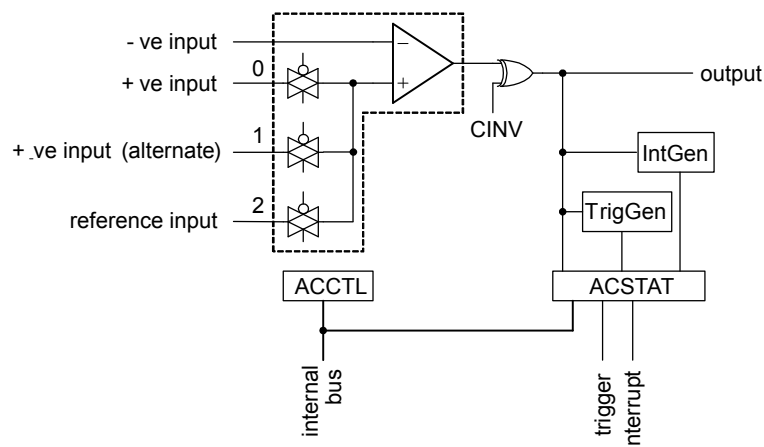 - ve input
−
0
+ ve input
+
output
CINV
1
+ -ve input (alternate)
IntGen
2
reference input
TrigGen
ACCTL
ACSTAT
internal
bus
trigger
nterrupt